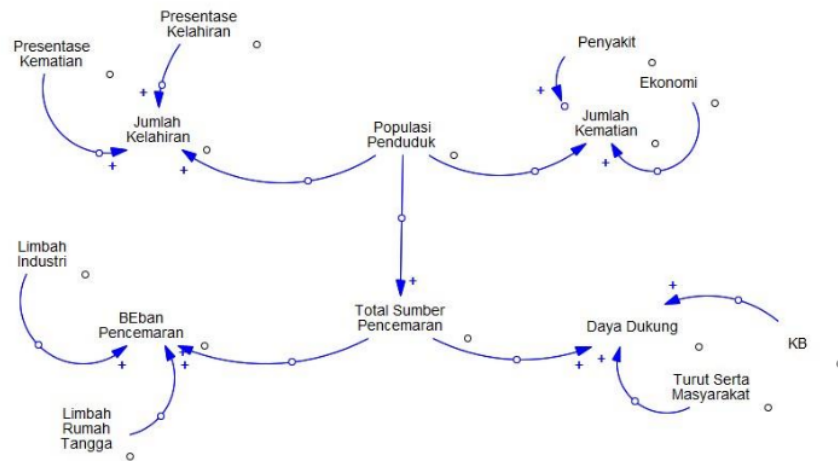 Presentase
Kematian
Presentase
Kelahiran
Penyakit
Ekonomi
Jumlah
Kelahiran
Populasi
Penduduk
Jumlah
Kematian
Limbah
Industri
BEban
Pencemaran
Total Sumber
Pencemaran
Daya Dukung
KB
Turut Serta
Masyarakat
Limbah
Rumah
Tangga